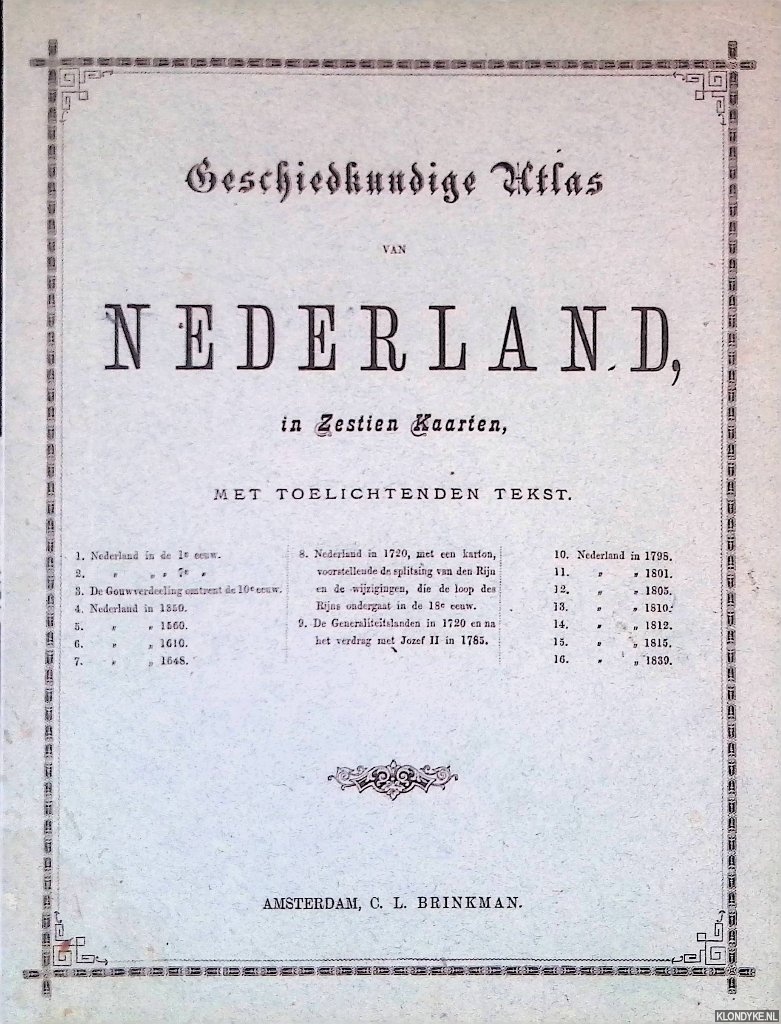 Geschiedkundige Atlas
VAN
NEDERLAND,
in Zestien Kaarten,
MET TOELICHTENDEN TEKST.
1. Nederland in de 1e eeuw.
2. „ „ „ 7e „
3. De Gouwverdeeling omtrent de 10e eeuw.
4. Nederland in 1350.
5. „ „ 1560.
6. „ „ 1610.
7. „ „ 1648.
8. Nederland in 1720, met een karton,
voorstellende de splitsing van den Rijn
en de wijzigingen, die de loop des
Rijns ondergaat in de 18e eeuw.
9. De Generaliteitslanden in 1720 en na
het verdrag met Jozef II in 1785.
10. Nederland in 1798.
11. „ „ 1801.
12. „ „ 1805.
13. „ „ 1810.
14. „ „ 1812.
15. „ „ 1815.
16. „ „ 1839.
AMSTERDAM, C. L. BRINKMAN.
KLONDYKE.NL